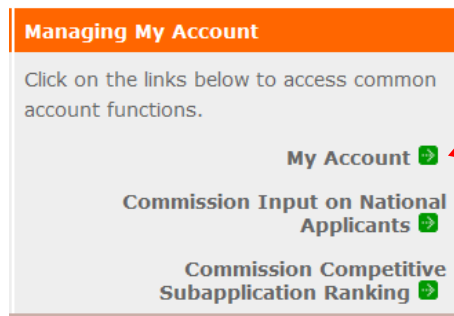 Managing My Account
Click on the links below to access common
account functions.
My Account
Commission Input on National
Applicants
Commission Competitive
Subapplication Ranking